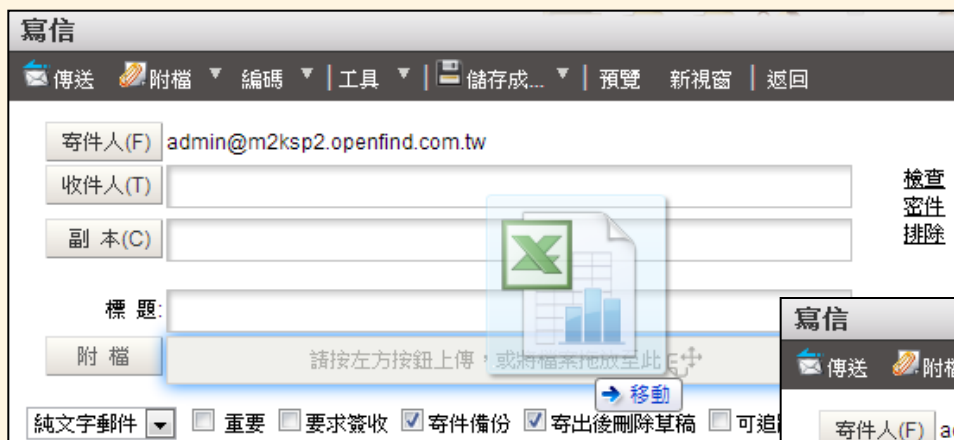 寫信
傳送 附檔 編碼 工具 儲存成... 預覽 新視窗 返回
寄件人(F) admin@m2ksp2.openfind.com.tw
收件人(T) 檢查
密件
副 本(C) 排除
標 題:
附 檔 請按左方按鈕上傳,或將檔案拖放至此
移動
純文字郵件 重要 要求簽收 寄件備份 寄出後刪除草稿 可追
寫信
傳送 附檔
寄件人(F) ad